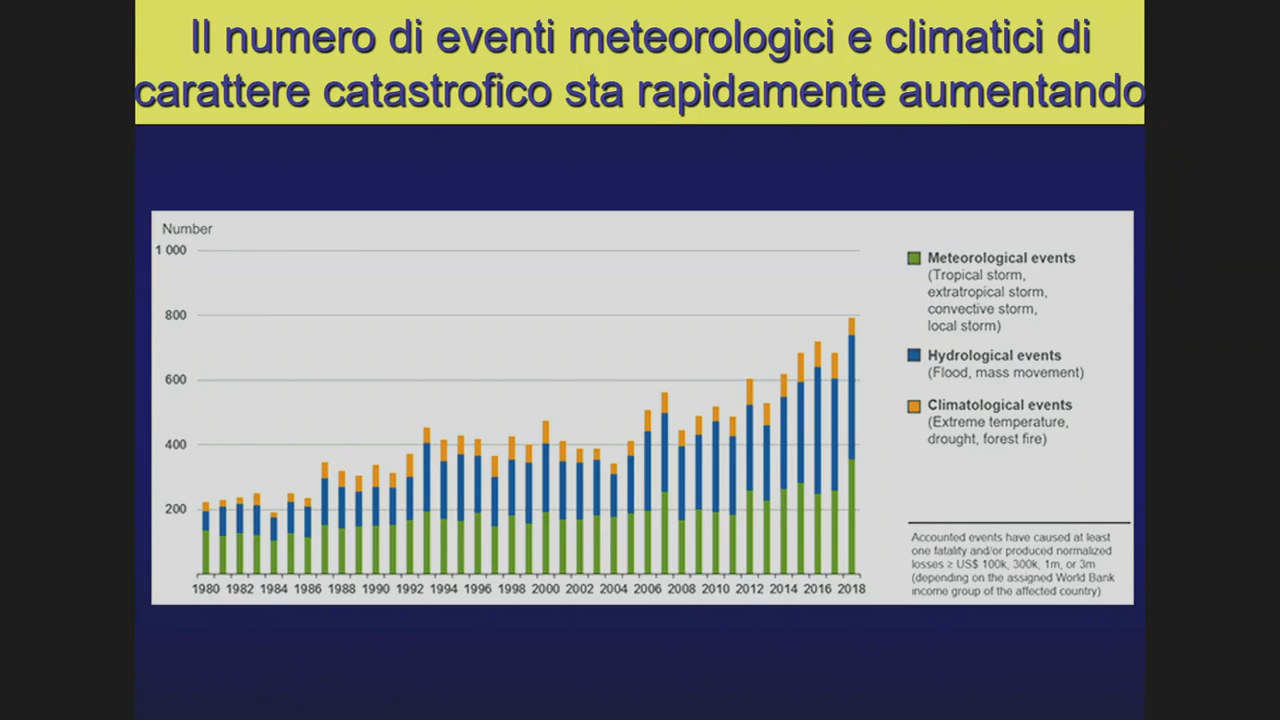 Il numero di eventi meteorologici e climatici di
carattere catastrofico sta rapidamente aumentando
Number
1 000
800
600
400
200
1980 1982 1984 1986 1988 1990 1992 1994 1996 1998 2000 2002 2004 2006 2008 2010 2012 2014 2016 2018
Meteorological events
(Tropical storm,
extratropical storm,
convective storm,
local storm)
Hydrological events
(Flood, mass movement)
Climatological events
(Extreme temperature,
drought, forest fire)
Accounted events have caused at least
one fatality and/or produced normalized
losses ≥ US$ 100k, 300k, 1m, or 3m
(depending on the assigned World Bank
income group of the affected country)